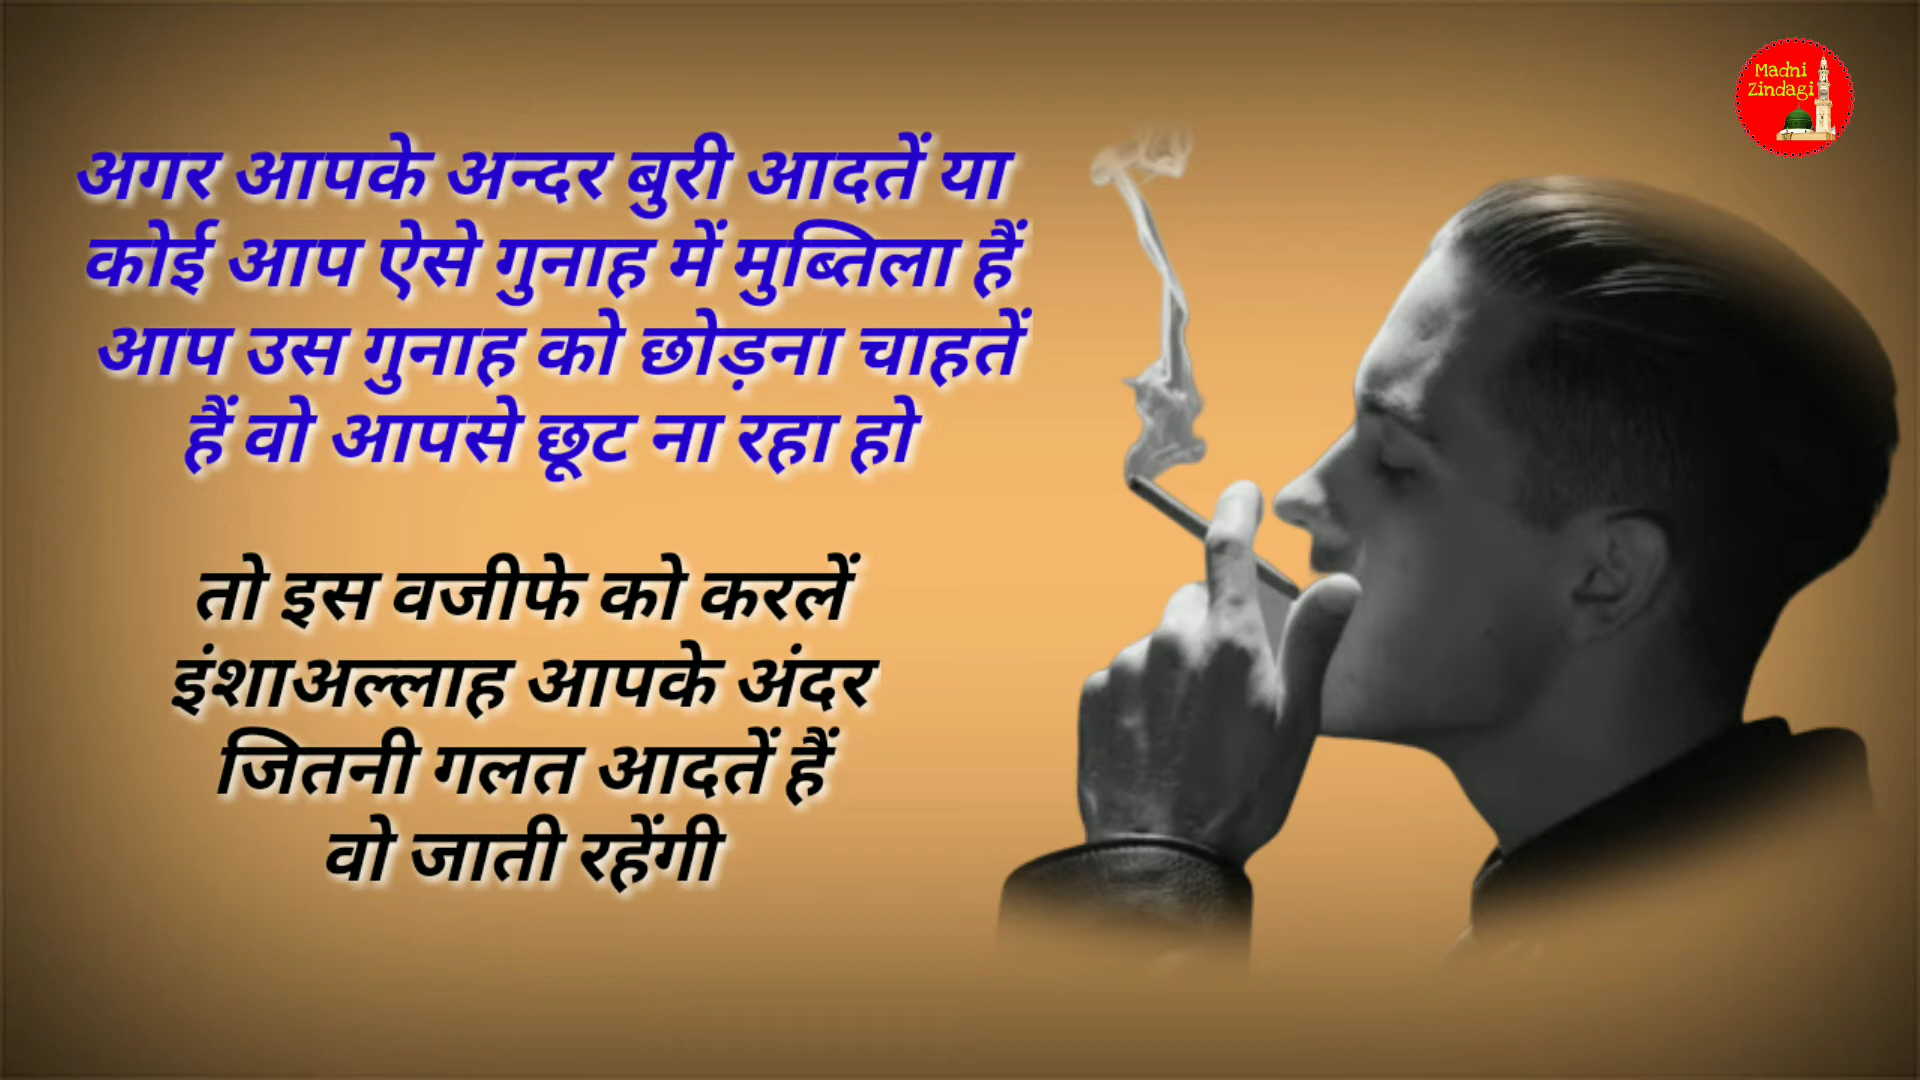 Madni
Zindagi
अगर आपके अन्दर बुरी आदतें या
कोई आप ऐसे गुनाह में मुब्तिला हैं
आप उस गुनाह को छोड़ना चाहतें
हैं वो आपसे छूट ना रहा हो
तो इस वजीफे को करलें
इंशाअल्लाह आपके अंदर
जितनी गलत आदतें हैं
वो जाती रहेंगी